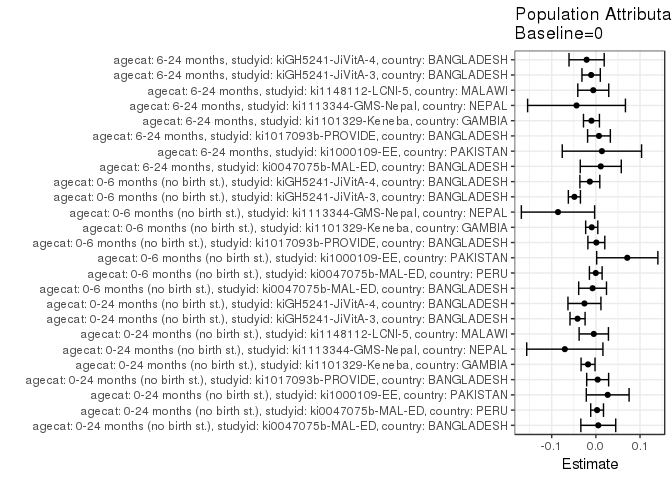 Population Attributa
Baseline=0
agecat: 6-24 months, studyid: kiGH5241-JiVitA-4, country: BANGLADESH
agecat: 6-24 months, studyid: kiGH5241-JiVitA-3, country: BANGLADESH
agecat: 6-24 months, studyid: ki1148112-LCNI-5, country: MALAWI
agecat: 6-24 months, studyid: ki1113344-GMS-Nepal, country: NEPAL
agecat: 6-24 months, studyid: ki1101329-Keneba, country: GAMBIA
agecat: 6-24 months, studyid: ki1017093b-PROVIDE, country: BANGLADESH
agecat: 6-24 months, studyid: ki1000109-EE, country: PAKISTAN
agecat: 6-24 months, studyid: ki0047075b-MAL-ED, country: BANGLADESH
agecat: 0-6 months (no birth st.), studyid: kiGH5241-JiVitA-4, country: BANGLADESH
agecat: 0-6 months (no birth st.), studyid: kiGH5241-JiVitA-3, country: BANGLADESH
agecat: 0-6 months (no birth st.), studyid: ki1113344-GMS-Nepal, country: NEPAL
agecat: 0-6 months (no birth st.), studyid: ki1101329-Keneba, country: GAMBIA
agecat: 0-6 months (no birth st.), studyid: ki1017093b-PROVIDE, country: BANGLADESH
agecat: 0-6 months (no birth st.), studyid: ki1000109-EE, country: PAKISTAN
agecat: 0-6 months (no birth st.), studyid: ki0047075b-MAL-ED, country: PERU
agecat: 0-6 months (no birth st.), studyid: ki0047075b-MAL-ED, country: BANGLADESH
agecat: 0-24 months (no birth st.), studyid: kiGH5241-JiVitA-4, country: BANGLADESH
agecat: 0-24 months (no birth st.), studyid: kiGH5241-JiVitA-3, country: BANGLADESH
agecat: 0-24 months (no birth st.), studyid: ki1148112-LCNI-5, country: MALAWI
agecat: 0-24 months (no birth st.), studyid: ki1113344-GMS-Nepal, country: NEPAL
agecat: 0-24 months (no birth st.), studyid: ki1101329-Keneba, country: GAMBIA
agecat: 0-24 months (no birth st.), studyid: ki1017093b-PROVIDE, country: BANGLADESH
agecat: 0-24 months (no birth st.), studyid: ki1000109-EE, country: PAKISTAN
agecat: 0-24 months (no birth st.), studyid: ki0047075b-MAL-ED, country: PERU
agecat: 0-24 months (no birth st.), studyid: ki0047075b-MAL-ED, country: BANGLADESH
-0.1 0.0 0.1
Estimate